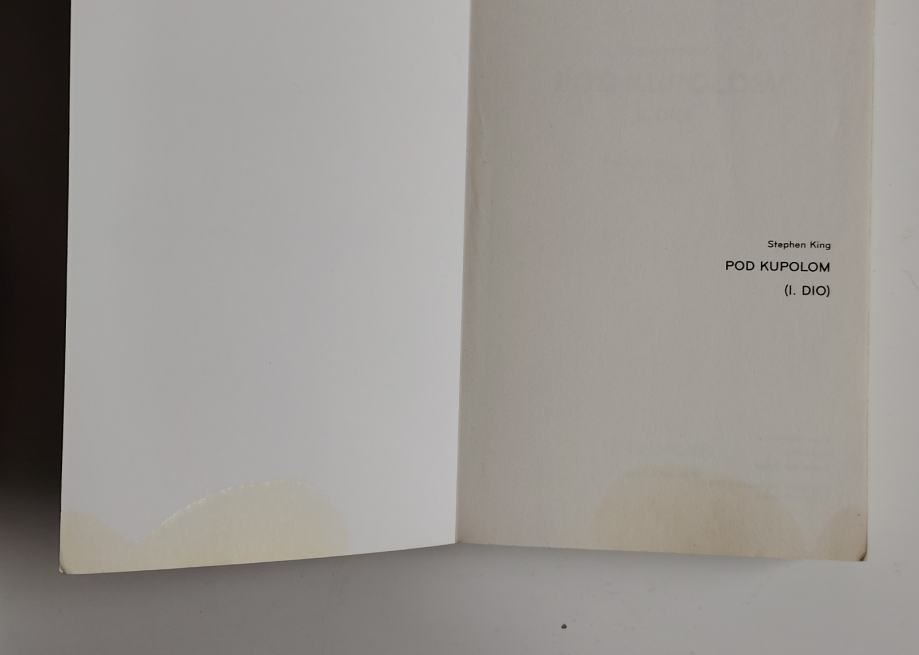 Stephen King
POD KUPOLOM
(I. DIO)